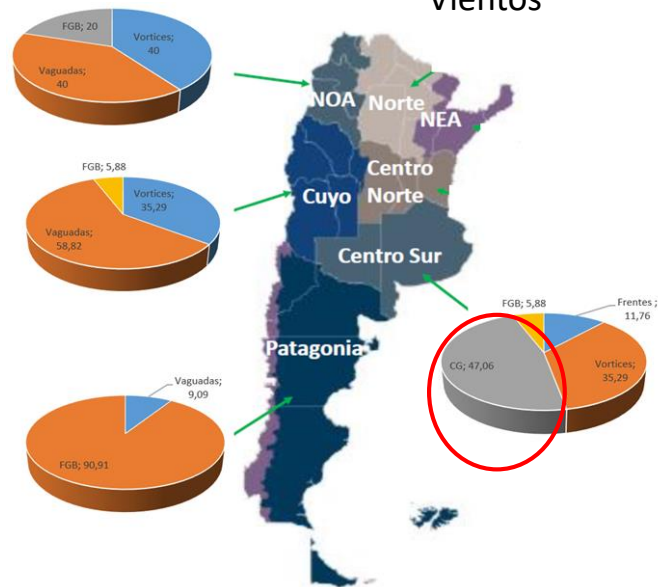 Vientos
FGB; 20
Vortices;
40
Vaguadas;
40
NOA
Norte
NEA
FGB; 5,88
Vortices;
35,29
Vaguadas;
58,82
Cuyo
Centro
Norte
Centro Sur
FGB; 5,88
Frentes ;
11,76
CG; 47,06
Vortices;
35,29
Patagonia
Vaguadas;
9,09
FGB; 90,91